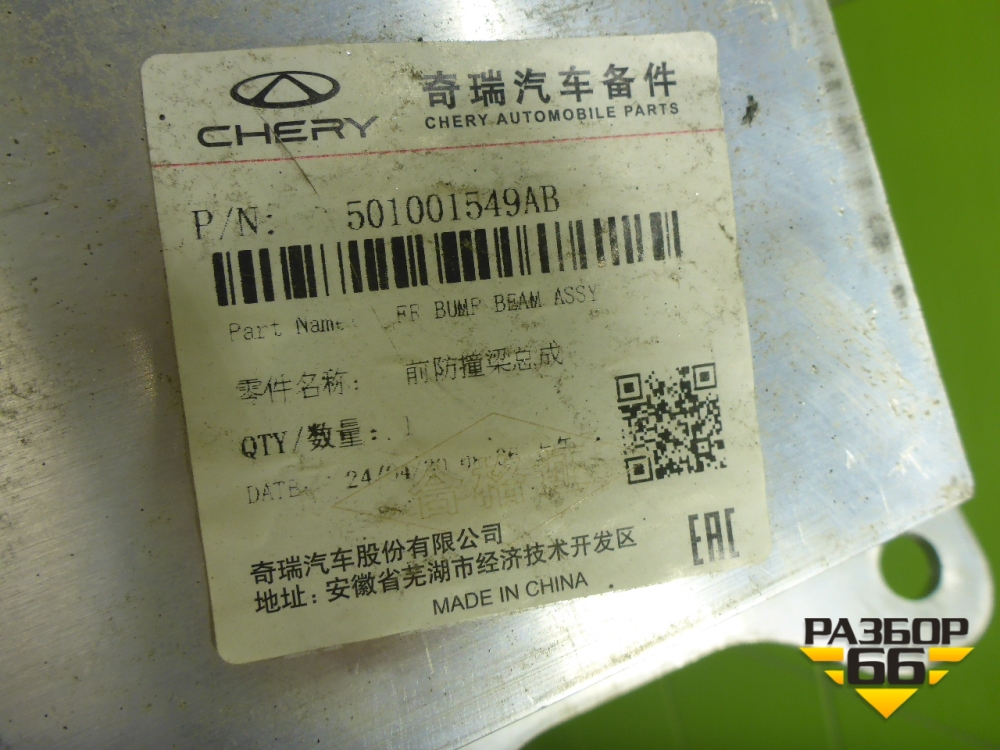 CHERY
奇瑞汽车备件
CHERY AUTOMOBILE PARTS
P/N: 501001549AB
Part Name: BUMP BEAM ASSY
零件名称: 前防撞梁总成
QTY/数量: 1
DATE
奇瑞汽车股份有限公司
地址: 安徽省芜湖市经济技术开发区
MADE IN CHINA
EAC
РАЗБОР
66